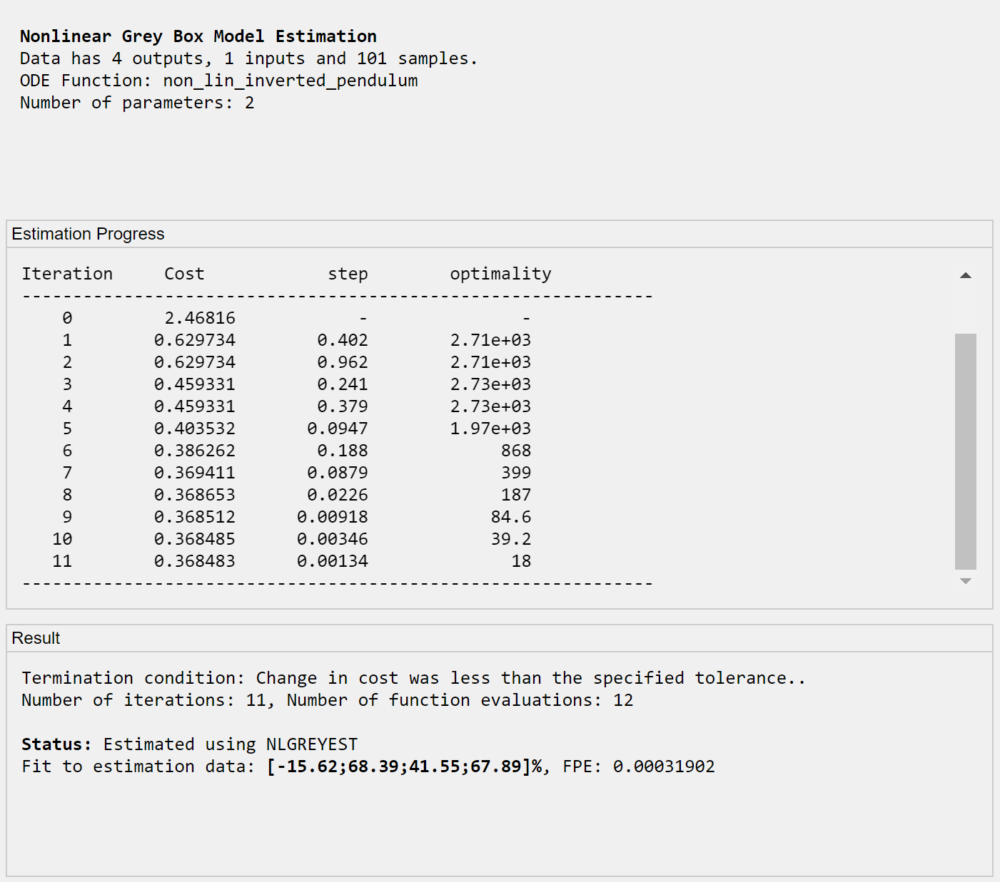 Nonlinear Grey Box Model Estimation
Data has 4 outputs, 1 inputs and 101 samples.
ODE Function: non_lin_inverted_pendulum
Number of parameters: 2
Estimation Progress
Iteration Cost step optimality
--------------------------------------------------------------
0 2.46816 - -
1 0.629734 0.402 2.71e+03
2 0.629734 0.962 2.71e+03
3 0.459331 0.241 2.73e+03
4 0.459331 0.379 2.73e+03
5 0.403532 0.0947 1.97e+03
6 0.386262 0.188 868
7 0.369411 0.0879 399
8 0.368653 0.0226 187
9 0.368512 0.00918 84.6
10 0.368485 0.00346 39.2
11 0.368483 0.00134 18
--------------------------------------------------------------
Result
Termination condition: Change in cost was less than the specified tolerance..
Number of iterations: 11, Number of function evaluations: 12
Status: Estimated using NLGREYEST
Fit to estimation data: [-15.62;68.39;41.55;67.89]%, FPE: 0.00031902